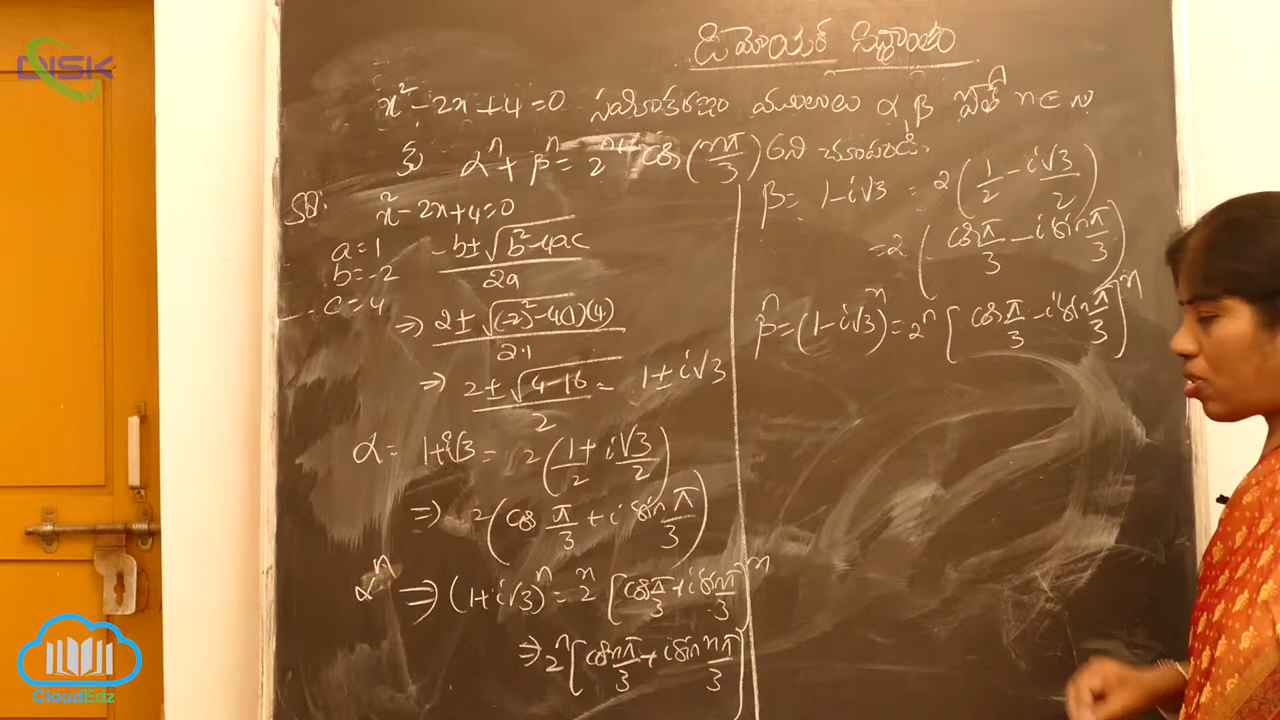 DISK
డిమోయర్ సిద్ధాంతం
x² - 2x + 4 = 0 సమీకరణం మూలాలు α, β ఐతే n ∈ N
కు αⁿ + βⁿ = 2ⁿ⁺¹ cos(nπ/3) అని చూపండి.
Sol:
x² - 2x + 4 = 0
a = 1
b = -2
c = 4
-b ± √(b² - 4ac) / 2a
⇒ 2 ± √((-2)² - 4(1)(4)) / 2·1
⇒ 2 ± √(4 - 16) / 2 = 1 ± i√3
α = 1 + i√3 = 2(1/2 + i√3/2)
⇒ 2(cos π/3 + i sin π/3)
αⁿ ⇒ (1 + i√3)ⁿ = 2ⁿ [cos π/3 + i sin π/3]ⁿ
⇒ 2ⁿ [cos nπ/3 + i sin nπ/3]
β = 1 - i√3 = 2(1/2 - i√3/2)
= 2(cos π/3 - i sin π/3)
βⁿ = (1 - i√3)ⁿ = 2ⁿ [cos π/3 - i sin π/3]ⁿ
CloudEdz